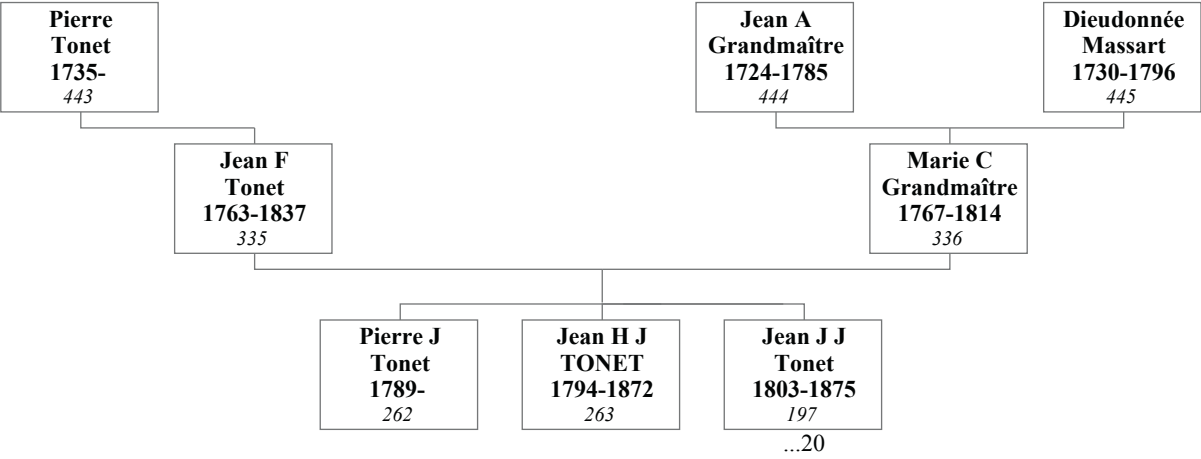 Pierre
Tonet
1735-
443
Jean A
Grandmaître
1724-1785
444
Dieudonnée
Massart
1730-1796
445
Jean F
Tonet
1763-1837
335
Marie C
Grandmaître
1767-1814
336
Pierre J
Tonet
1789-
262
Jean H J
TONET
1794-1872
263
Jean J J
Tonet
1803-1875
197
...20